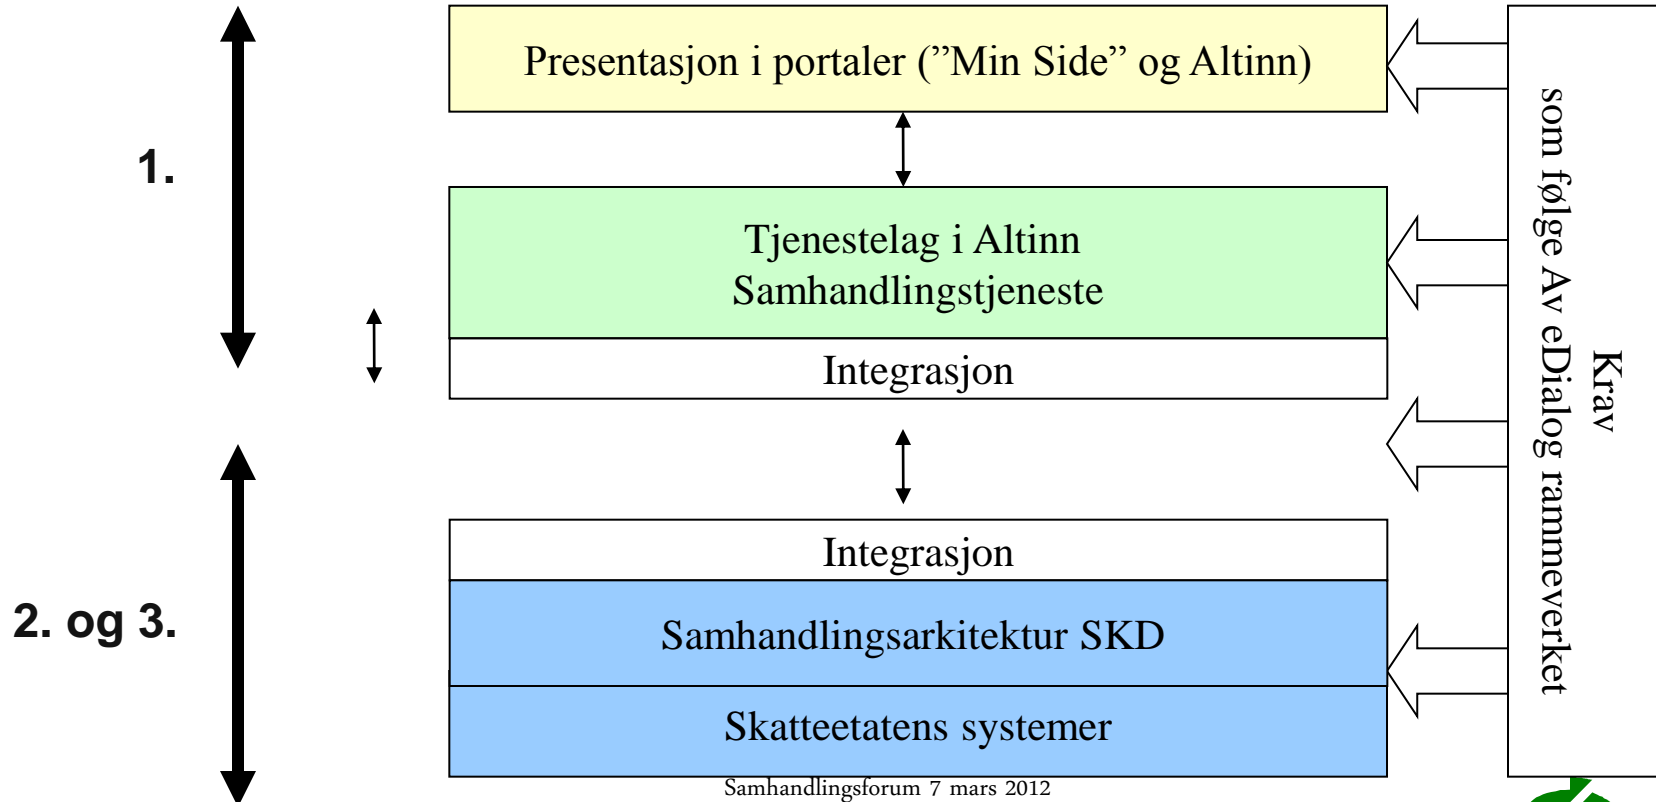 Presentasjon i portaler (”Min Side” og Altinn)
1.
Tjenestelag i Altinn
Samhandlingstjeneste
Integrasjon
Integrasjon
2. og 3.
Samhandlingsarkitektur SKD
Skatteetatens systemer
Krav
som følge Av eDialog rammeverket
Samhandlingsforum 7 mars 2012